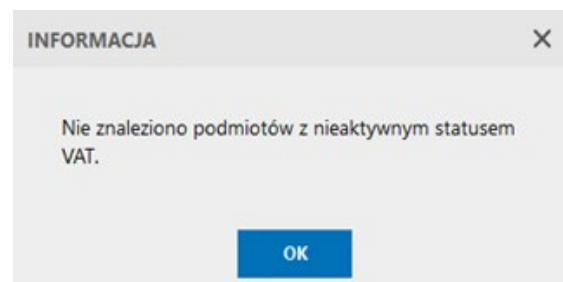 INFORMACJA
Nie znaleziono podmiotów z nieaktywnym statusem
VAT.
OK